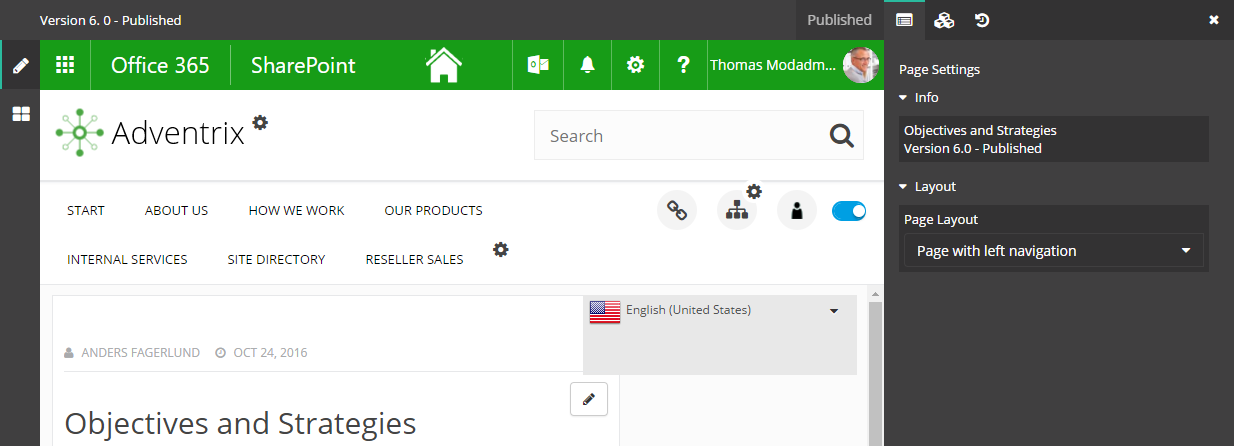 Version 6. 0 - Published
Published
Office 365
SharePoint
?
Thomas Modadm...
Adventrix
Search
START
ABOUT US
HOW WE WORK
OUR PRODUCTS
INTERNAL SERVICES
SITE DIRECTORY
RESELLER SALES
English (United States)
ANDERS FAGERLUND
OCT 24, 2016
Objectives and Strategies
Page Settings
Info
Objectives and Strategies
Version 6.0 - Published
Layout
Page Layout
Page with left navigation